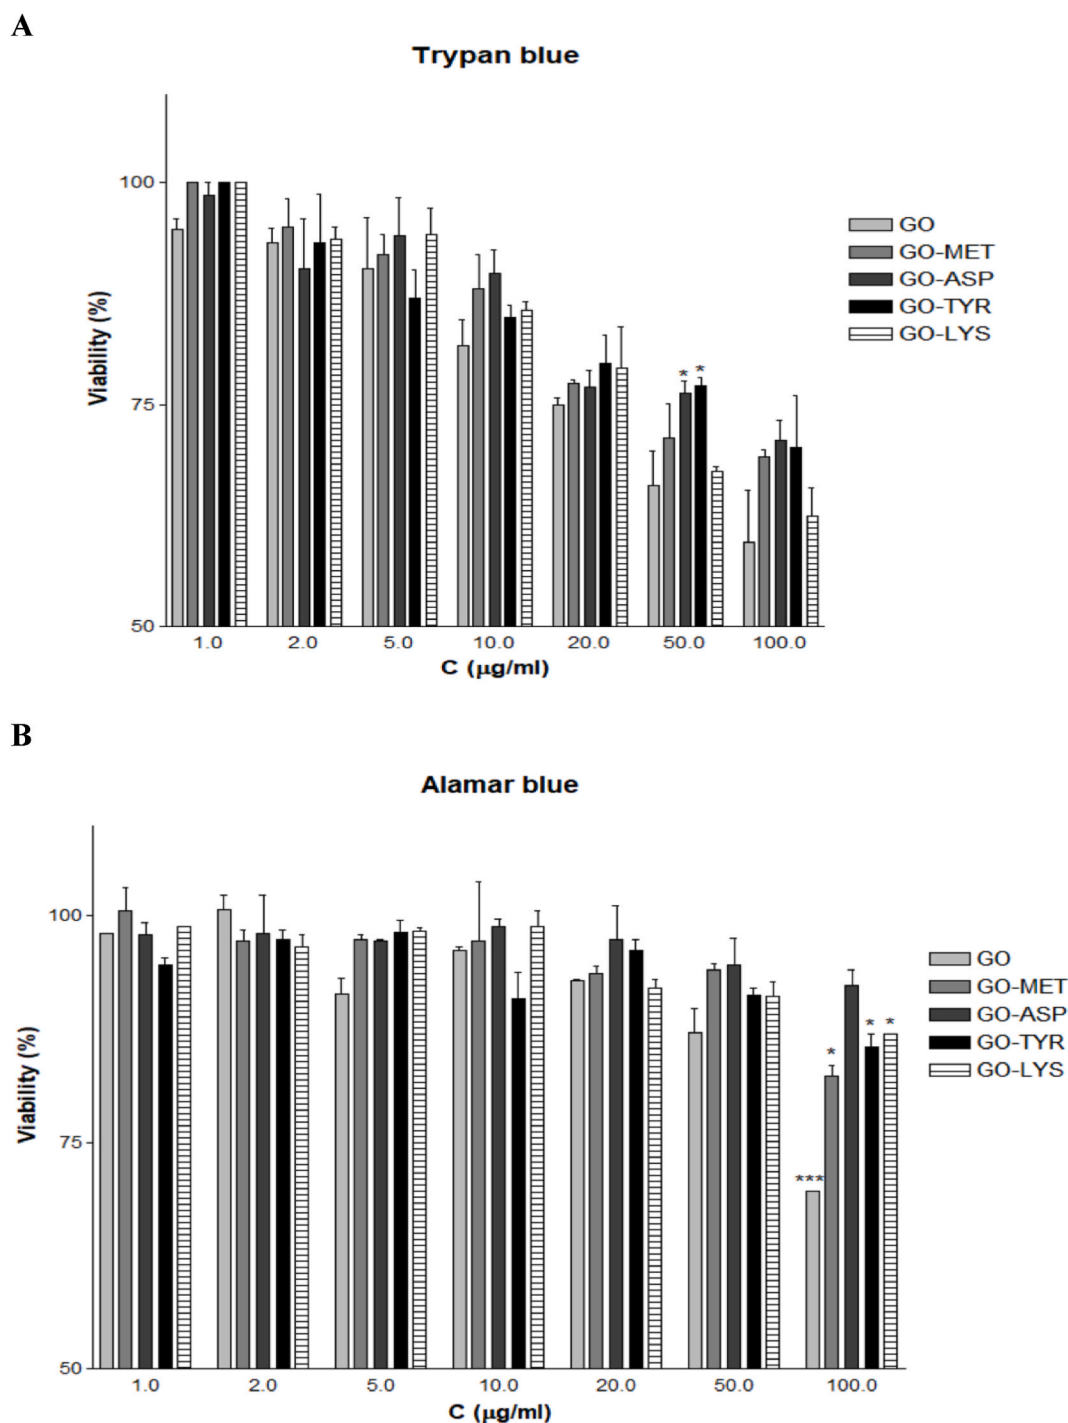 A
Trypan blue
Viability (%)
100
75
50
* *
1.0 2.0 5.0 10.0 20.0 50.0 100.0
C (μg/ml)
GO
GO-MET
GO-ASP
GO-TYR
GO-LYS
B
Alamar blue
Viability (%)
100
75
50
*** * * *
1.0 2.0 5.0 10.0 20.0 50.0 100.0
C (μg/ml)
GO
GO-MET
GO-ASP
GO-TYR
GO-LYS